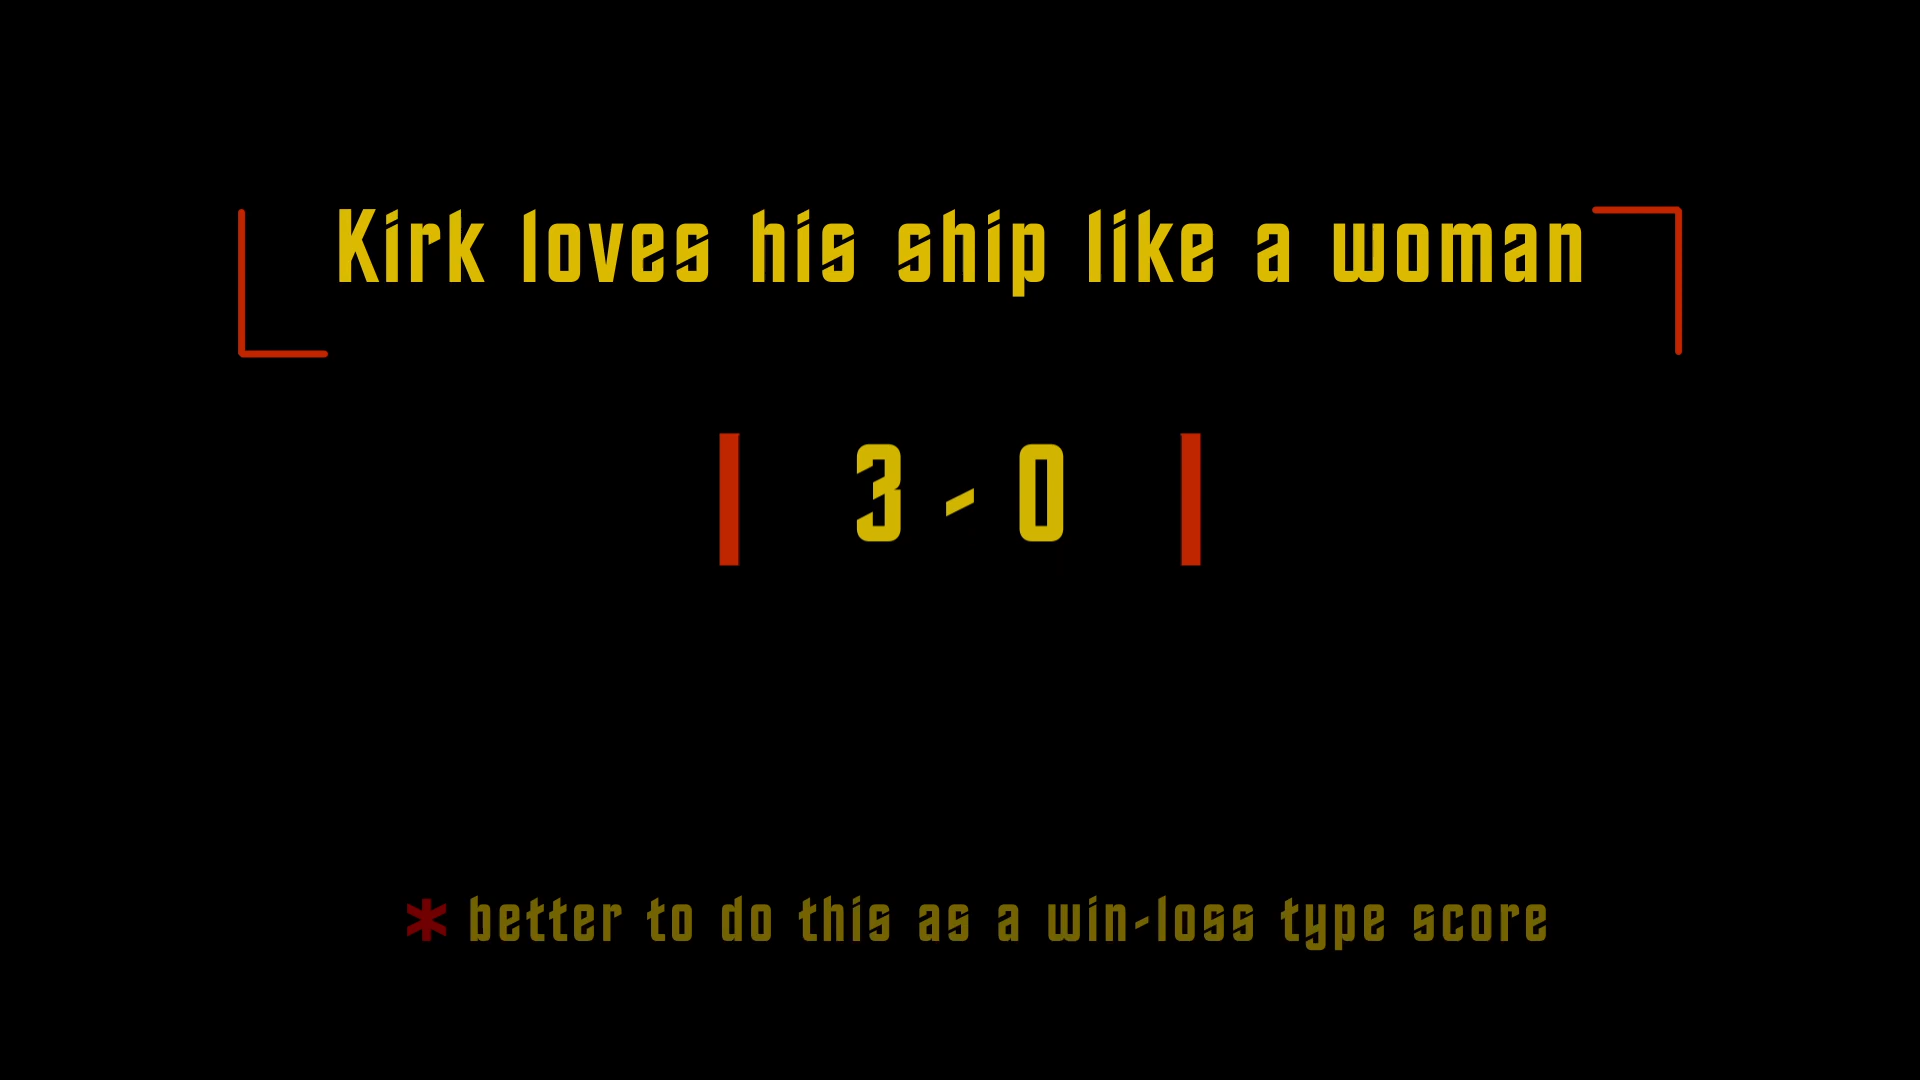 Kirk loves his ship like a woman
3 - 0
* better to do this as a win-loss type score